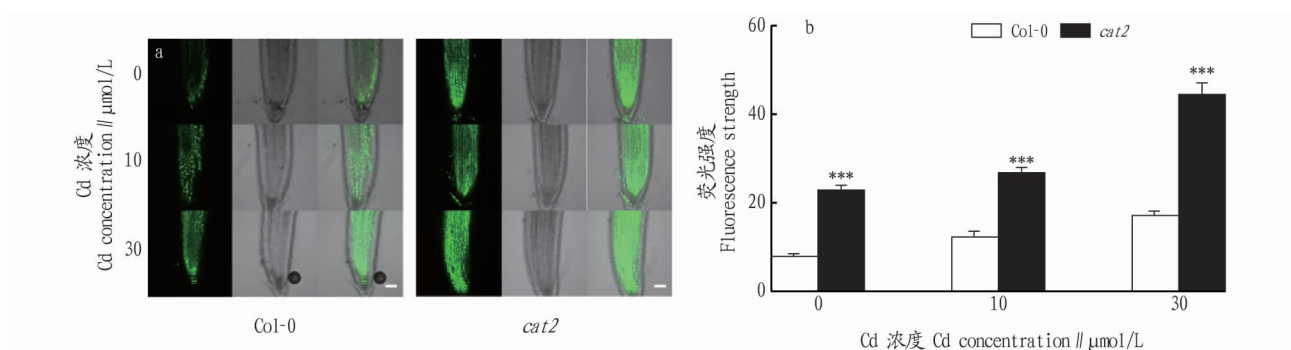 a
0
10
30
Cd 浓度
Cd concentration∥μmol/L
Col-0
cat2
b
Col-0
cat2
60
40
20
0
荧光强度
Fluorescence strength
***
***
***
0
10
30
Cd 浓度 Cd concentration∥μmol/L